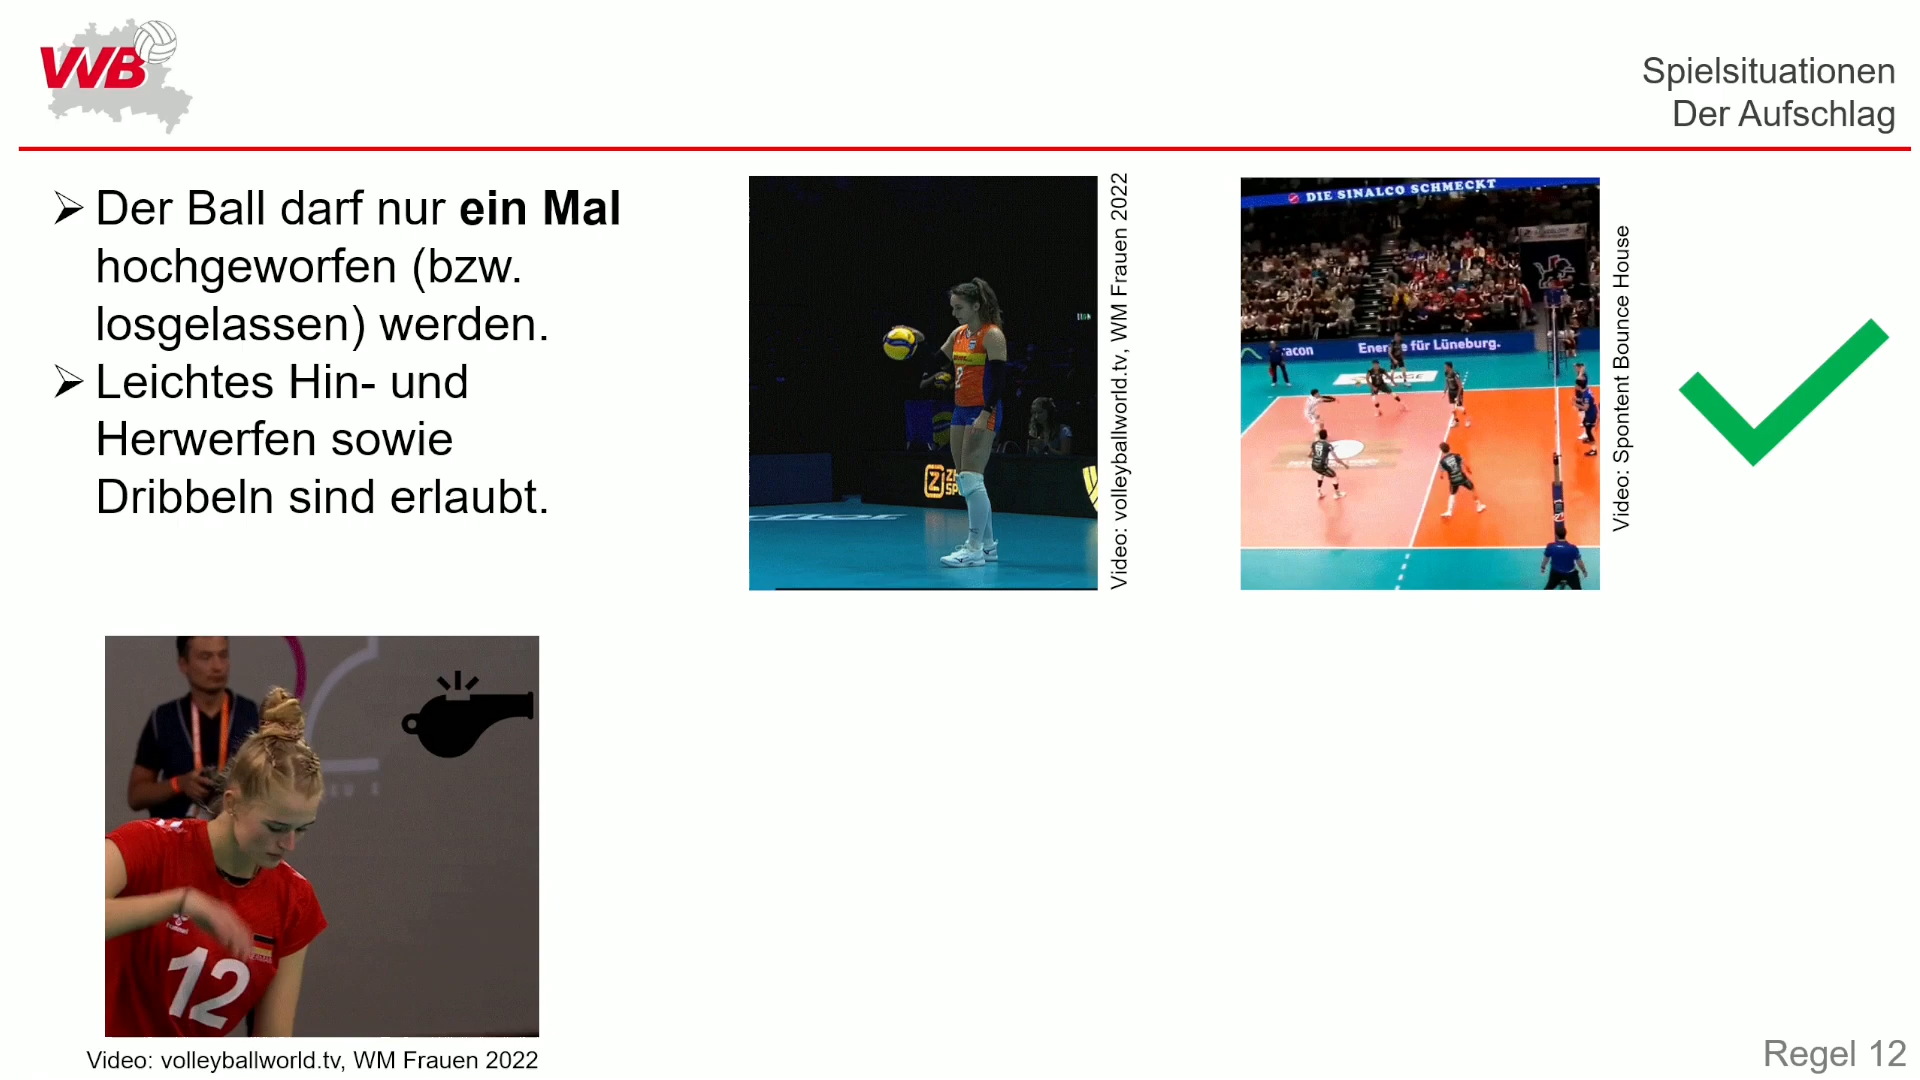 VVB
Spielsituationen
Der Aufschlag
Der Ball darf nur ein Mal
hochgeworfen (bzw.
losgelassen) werden.
Leichtes Hin- und
Herwerfen sowie
Dribbeln sind erlaubt.
2
Video: volleyballworld.tv, WM Frauen 2022
DIE SINALCO SCHMECKT
Energie für Lüneburg.
Video: Spontent Bounce House
hummel
12
Video: volleyballworld.tv, WM Frauen 2022
Regel 12